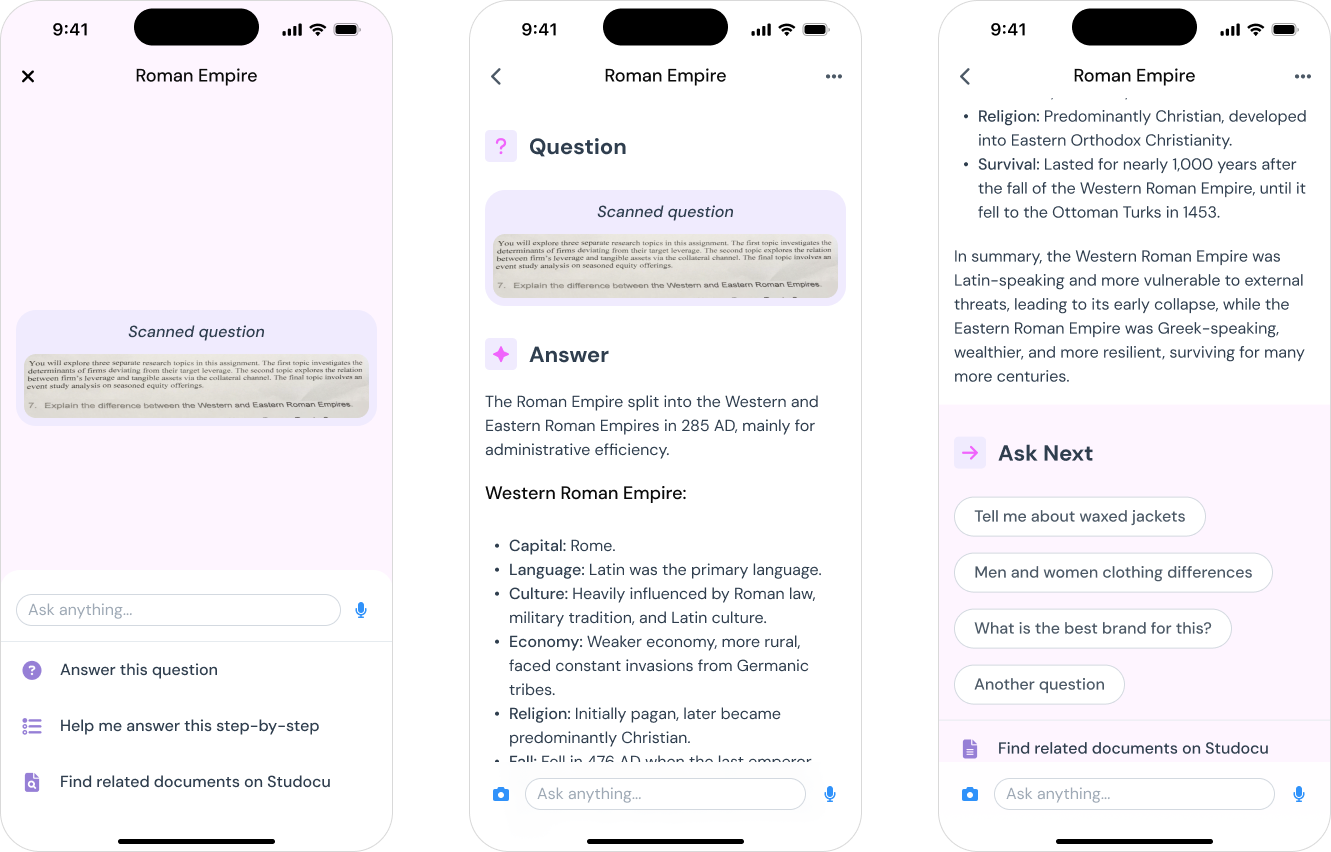 9:41
Roman Empire
Scanned question
You will explore three separate research topics in this assignment. The first topic investigates the
determinants of firms deviating from their target leverage. The second topic explores the relation
between firm's leverage and tangible assets via the collateral channel. The final topic involves an
event study analysis on seasoned equity offerings.
7. Explain the difference between the Western and Eastern Roman Empires.
Ask anything...
Answer this question
Help me answer this step-by-step
Find related documents on Studocu
9:41
Roman Empire
Question
Scanned question
You will explore three separate research topics in this assignment. The first topic investigates the
determinants of firms deviating from their target leverage. The second topic explores the relation
between firm's leverage and tangible assets via the collateral channel. The final topic involves an
event study analysis on seasoned equity offerings.
7. Explain the difference between the Western and Eastern Roman Empires.
Answer
The Roman Empire split into the Western and
Eastern Roman Empires in 285 AD, mainly for
administrative efficiency.
Western Roman Empire:
• Capital: Rome.
• Language: Latin was the primary language.
• Culture: Heavily influenced by Roman law,
military tradition, and Latin culture.
• Economy: Weaker economy, more rural,
faced constant invasions from Germanic
tribes.
• Religion: Initially pagan, later became
predominantly Christian.
• Fall: Fell in 476 AD when the last emperor
Ask anything...
9:41
Roman Empire
• Religion: Predominantly Christian, developed
into Eastern Orthodox Christianity.
• Survival: Lasted for nearly 1,000 years after
the fall of the Western Roman Empire, until it
fell to the Ottoman Turks in 1453.
In summary, the Western Roman Empire was
Latin-speaking and more vulnerable to external
threats, leading to its early collapse, while the
Eastern Roman Empire was Greek-speaking,
wealthier, and more resilient, surviving for many
more centuries.
Ask Next
Tell me about waxed jackets
Men and women clothing differences
What is the best brand for this?
Another question
Find related documents on Studocu
Ask anything...